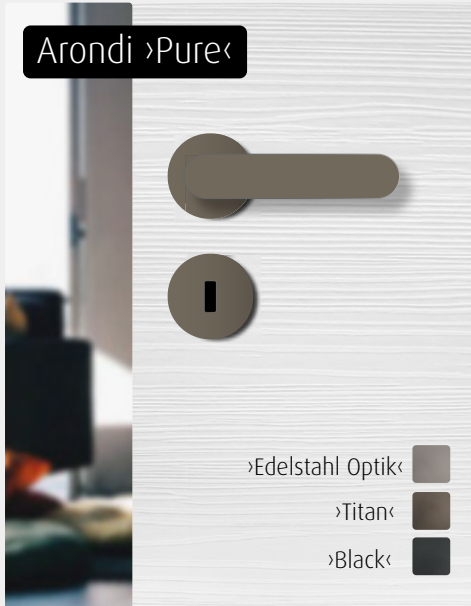 Arondi ›Pure‹
›Edelstahl Optik‹
›Titan‹
›Black‹